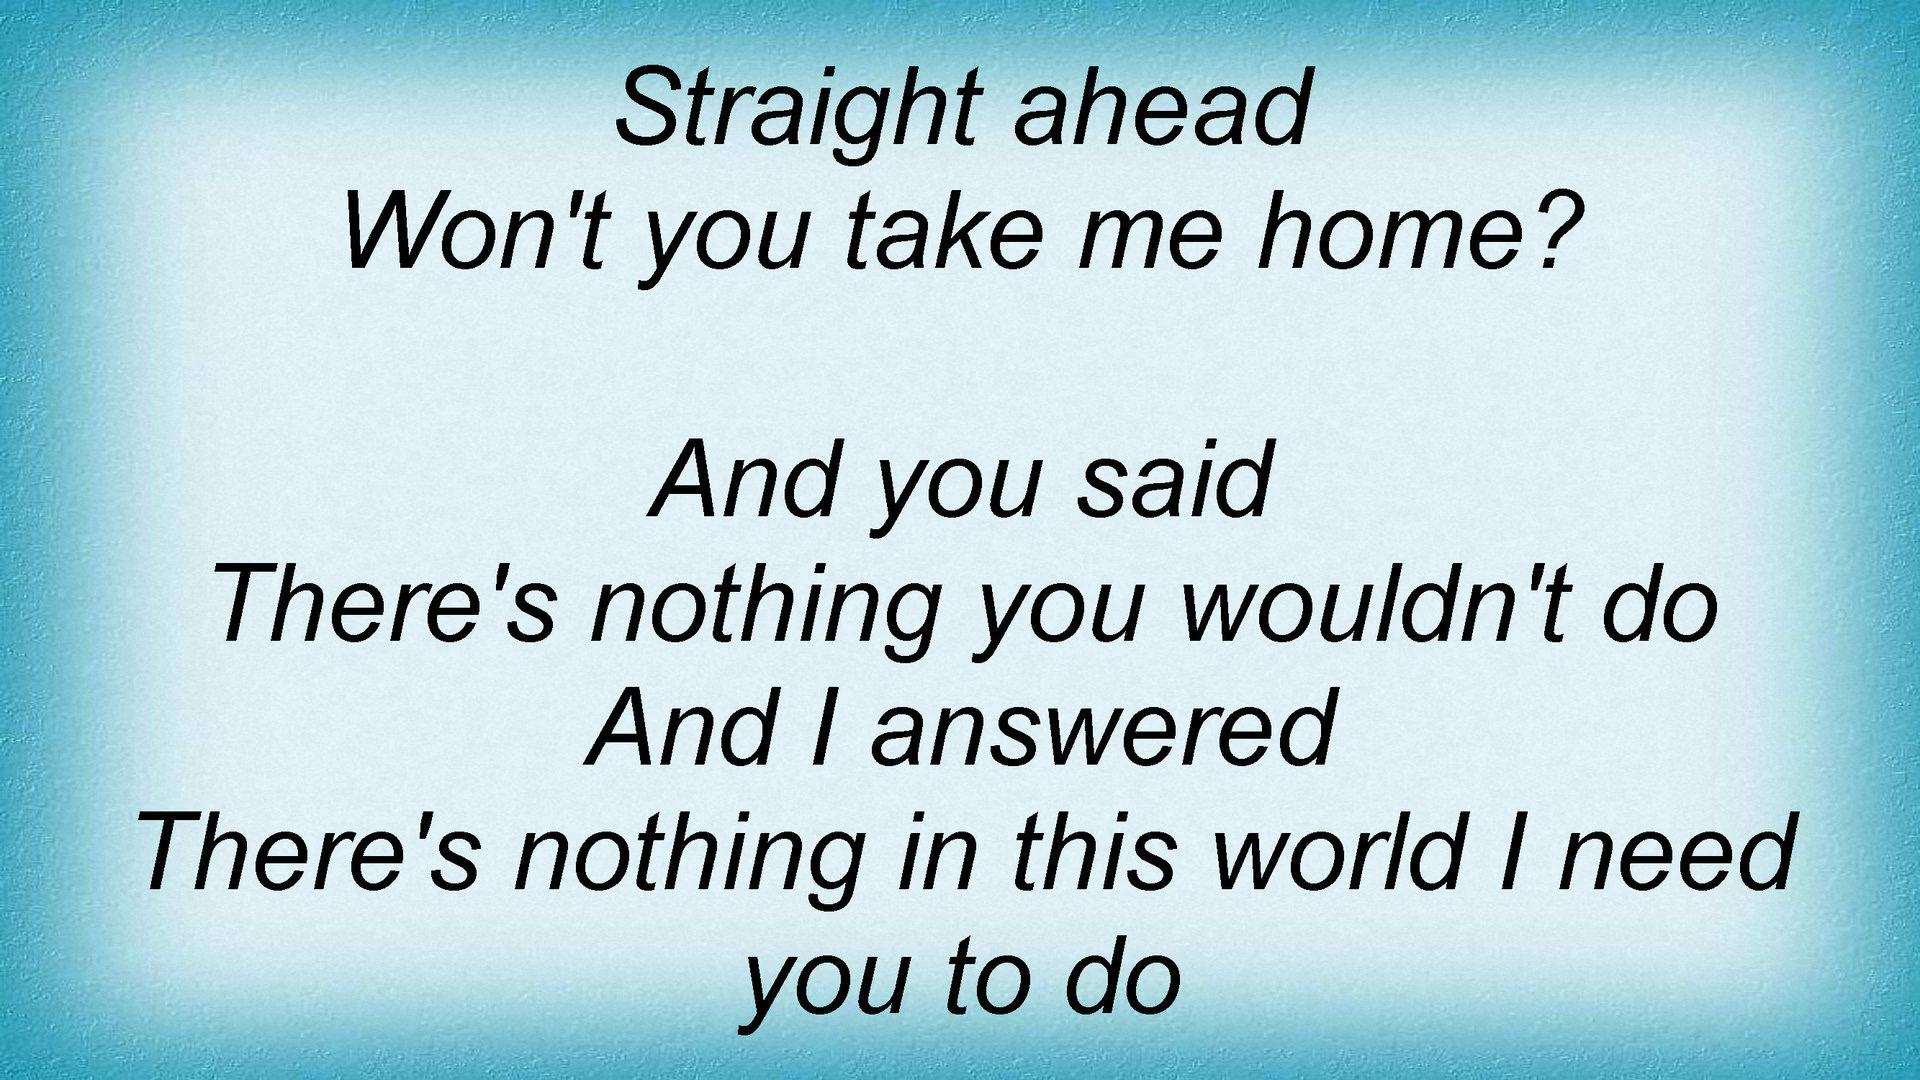 Straight ahead
Won't you take me home?
And you said
There's nothing you wouldn't do
And I answered
There's nothing in this world I need
you to do